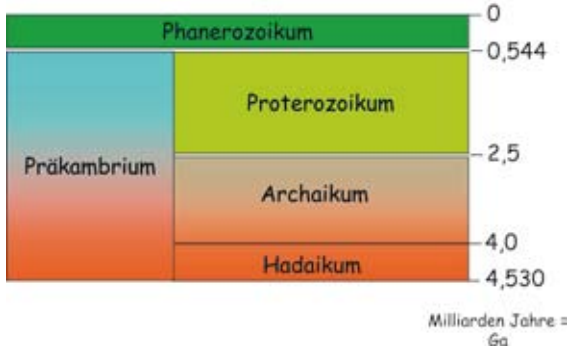 0
Phanerozoikum
0,544
Proterozoikum
2,5
Präkambrium
Archaikum
4,0
Hadaikum
4,530
Milliarden Jahre =
Ga